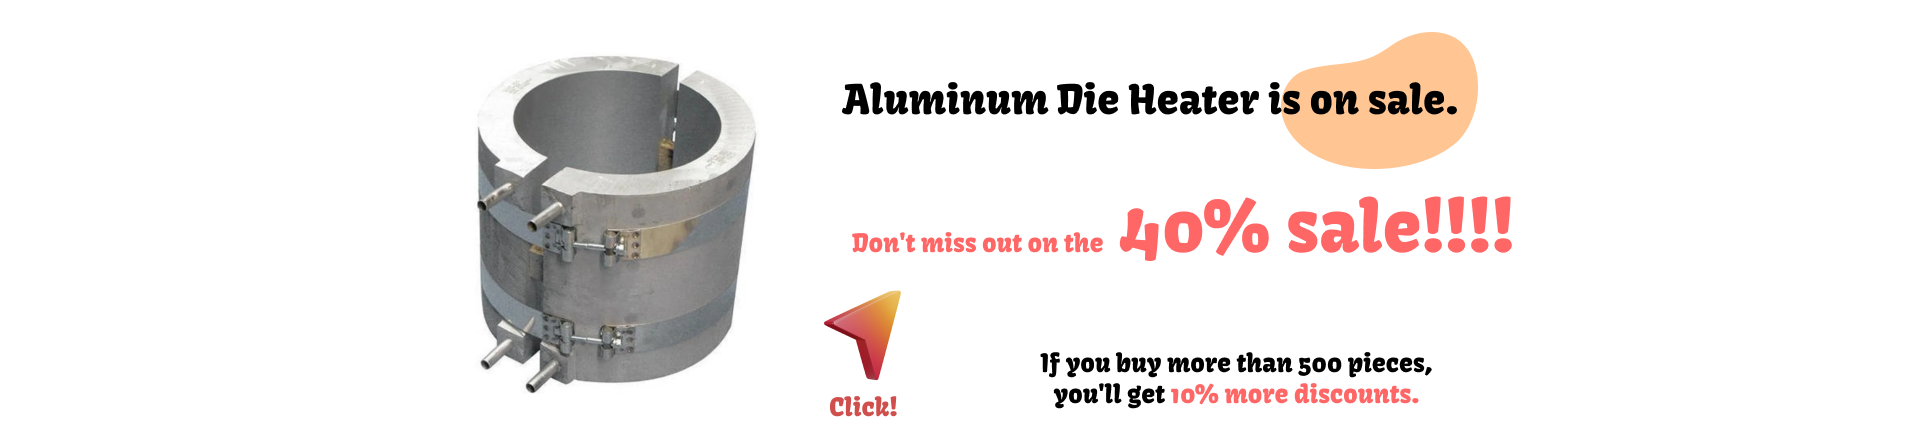 Aluminum Die Heater is on sale.
Don't miss out on the 40% sale!!!!
Click!
If you buy more than 500 pieces,
you'll get 10% more discounts.